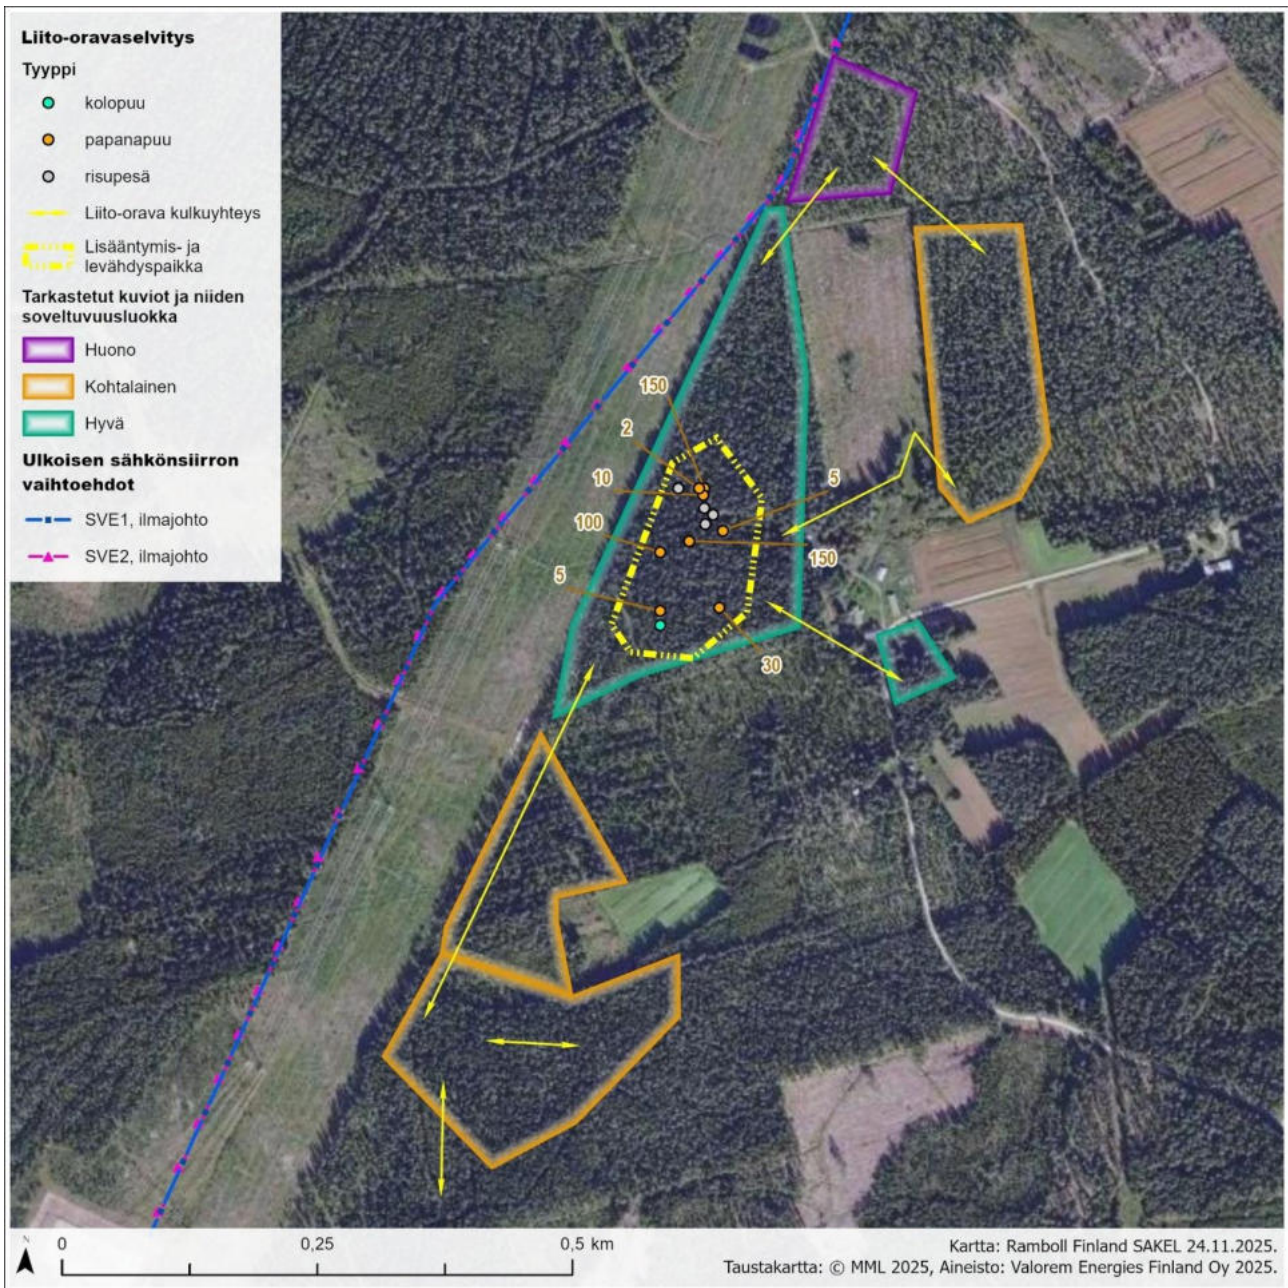 Liito-oravaselvitys
Tyyppi
kolopuu
papanapuu
risupesä
Liito-orava kulkuyhteys
Lisääntymis- ja
levähdyspaikka
Tarkastetut kuviot ja niiden
soveltuvuusluokka
Huono
Kohtalainen
Hyvä
Ulkoisen sähkönsiirron
vaihtoehdot
SVE1, ilmajohto
SVE2, ilmajohto
150
2
10
5
100
150
5
30
N
0
0,25
0,5 km
Kartta: Ramboll Finland SAKEL 24.11.2025.
Taustakartta: © MML 2025, Aineisto: Valorem Energies Finland Oy 2025.